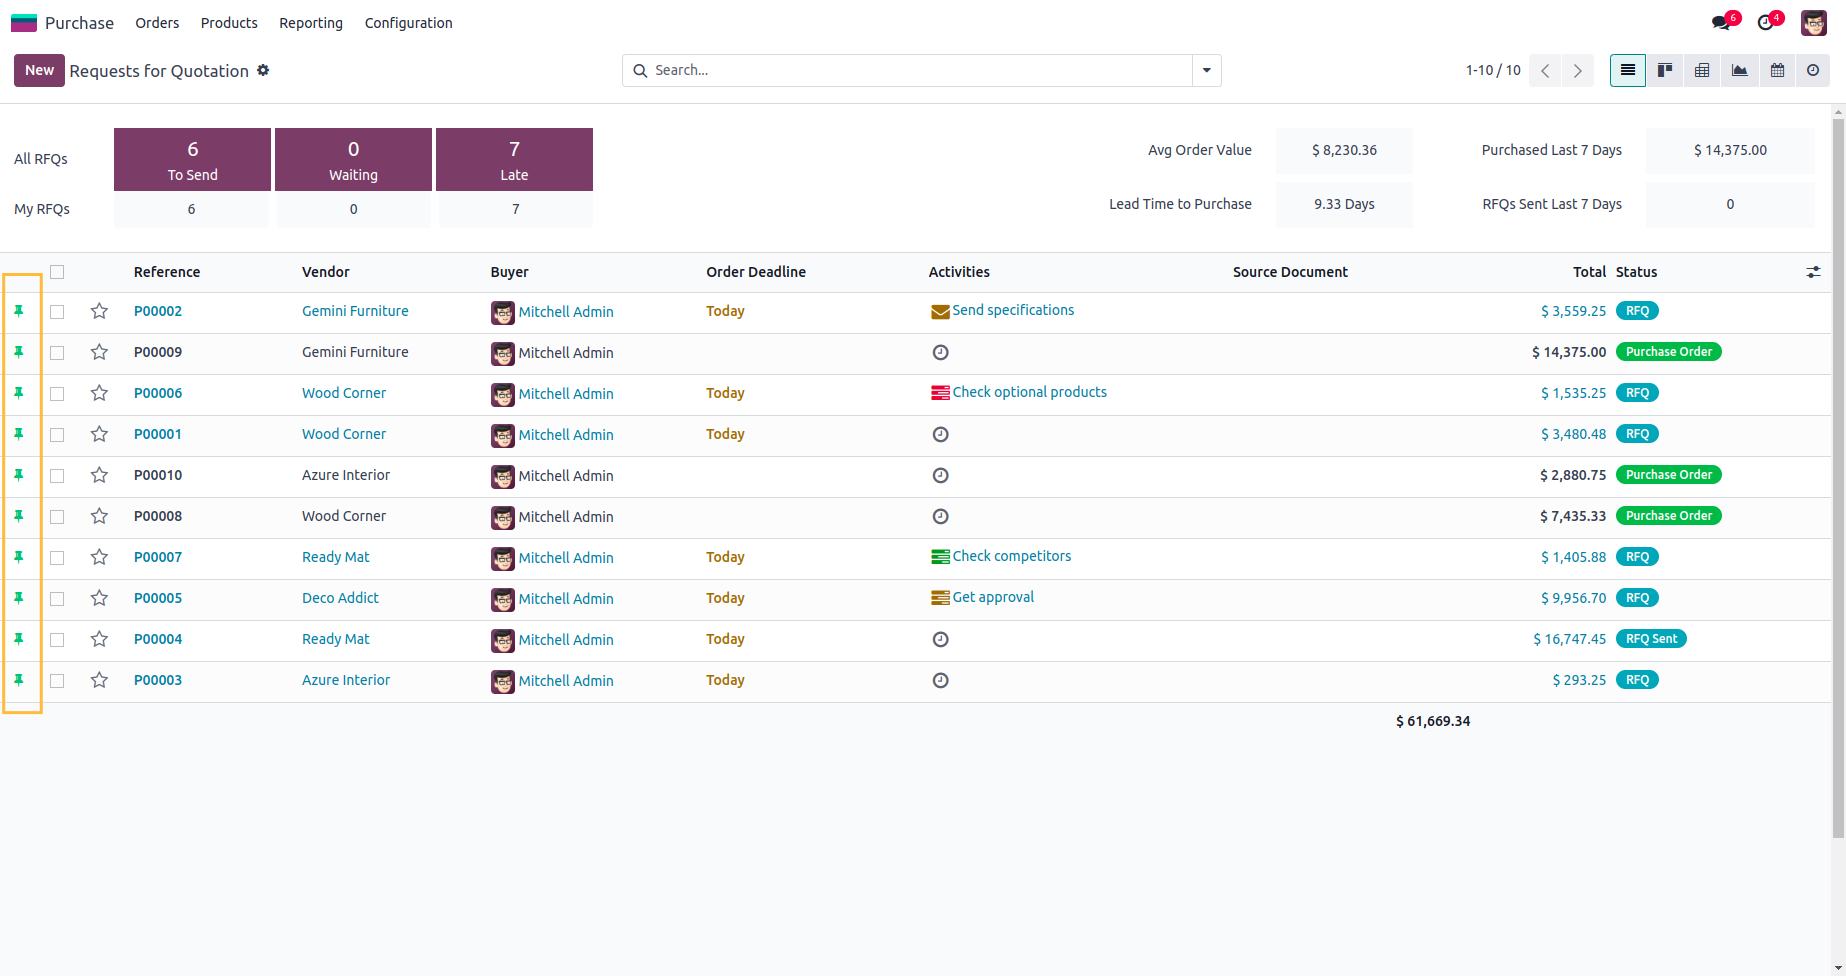 Purchase Orders Products Reporting Configuration 6 4
New Requests for Quotation Search... 1-10 / 10
All RFQs 6 To Send 0 Waiting 7 Late
My RFQs 6 0 7
Avg Order Value $ 8,230.36 Purchased Last 7 Days $ 14,375.00
Lead Time to Purchase 9.33 Days RFQs Sent Last 7 Days 0
Reference Vendor Buyer Order Deadline Activities Source Document Total Status
P00002 Gemini Furniture Mitchell Admin Today Send specifications $ 3,559.25 RFQ
P00009 Gemini Furniture Mitchell Admin $ 14,375.00 Purchase Order
P00006 Wood Corner Mitchell Admin Today Check optional products $ 1,535.25 RFQ
P00001 Wood Corner Mitchell Admin Today $ 3,480.48 RFQ
P00010 Azure Interior Mitchell Admin $ 2,880.75 Purchase Order
P00008 Wood Corner Mitchell Admin $ 7,435.33 Purchase Order
P00007 Ready Mat Mitchell Admin Today Check competitors $ 1,405.88 RFQ
P00005 Deco Addict Mitchell Admin Today Get approval $ 9,956.70 RFQ
P00004 Ready Mat Mitchell Admin Today $ 16,747.45 RFQ Sent
P00003 Azure Interior Mitchell Admin Today $ 293.25 RFQ
$ 61,669.34